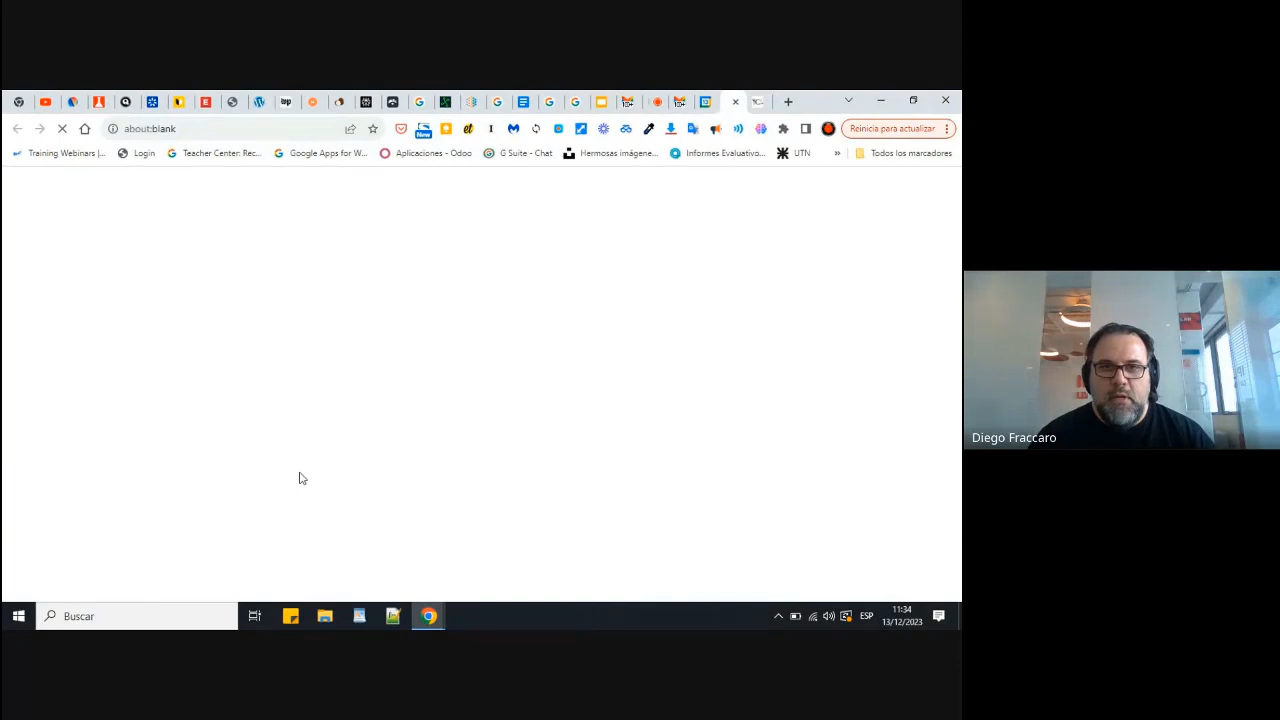 about:blank
New
Reinicia para actualizar
Training Webinars |...
Login
Teacher Center: Rec...
Google Apps for W...
Aplicaciones - Odoo
G Suite - Chat
Hermosas imágene...
Informes Evaluativo...
UTN
»
Todos los marcadores
Diego Fraccaro
Buscar
ESP
11:34
13/12/2023